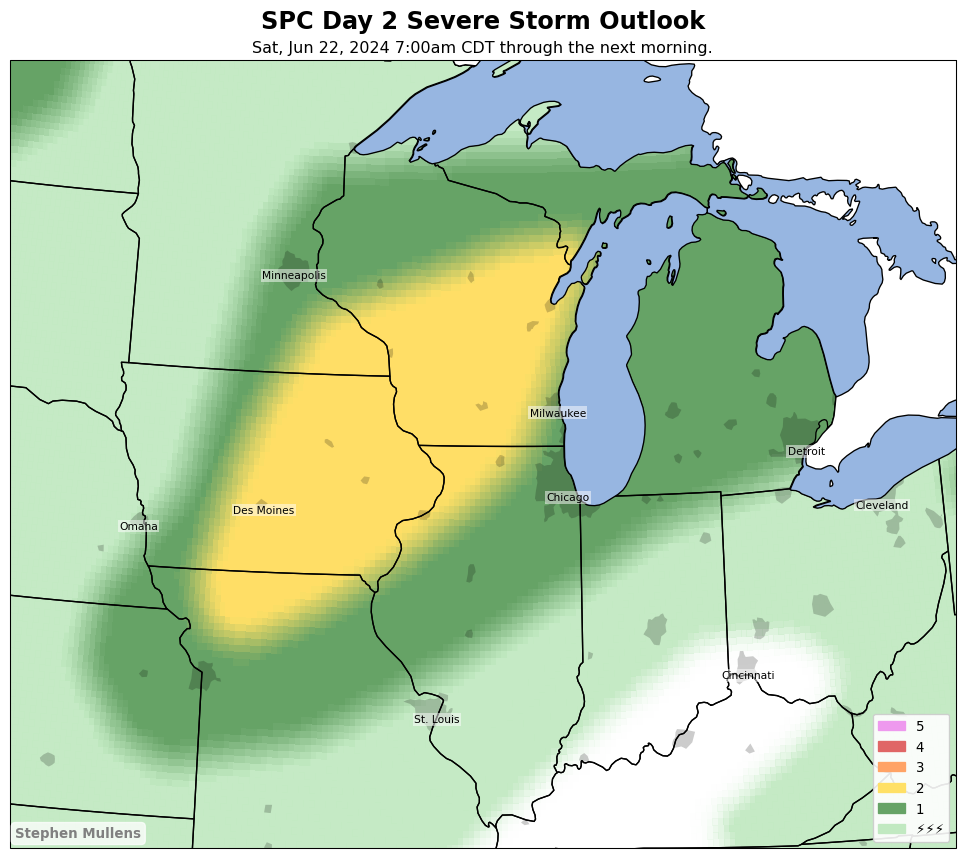 SPC Day 2 Severe Storm Outlook
Sat, Jun 22, 2024 7:00am CDT through the next morning.
Minneapolis
Milwaukee
Detroit
Chicago
Cleveland
Des Moines
Omaha
Cincinnati
St. Louis
5
4
3
2
1
⚡⚡⚡
Stephen Mullens